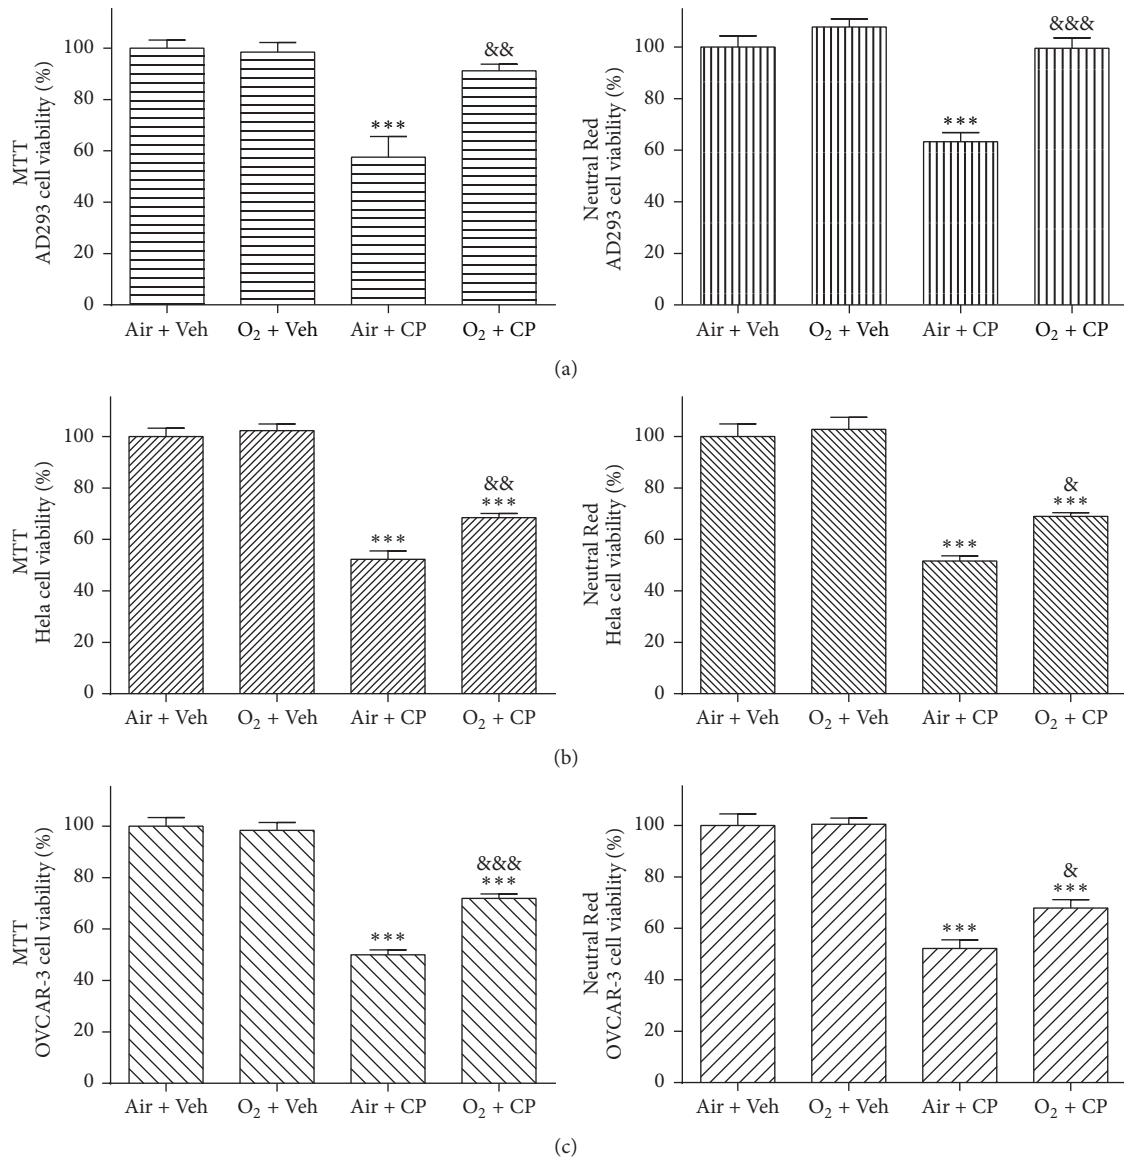 MTT
AD293 cell viability (%)
100
80
60
40
20
0
***
&&
Air + Veh O₂ + Veh Air + CP O₂ + CP
Neutral Red
AD293 cell viability (%)
100
80
60
40
20
0
***
&&&
Air + Veh O₂ + Veh Air + CP O₂ + CP
(a)
MTT
Hela cell viability (%)
100
80
60
40
20
0
***
&&
***
Air + Veh O₂ + Veh Air + CP O₂ + CP
Neutral Red
Hela cell viability (%)
100
80
60
40
20
0
***
&
***
Air + Veh O₂ + Veh Air + CP O₂ + CP
(b)
MTT
OVCAR-3 cell viability (%)
100
80
60
40
20
0
***
&&&
***
Air + Veh O₂ + Veh Air + CP O₂ + CP
Neutral Red
OVCAR-3 cell viability (%)
100
80
60
40
20
0
***
&
***
Air + Veh O₂ + Veh Air + CP O₂ + CP
(c)